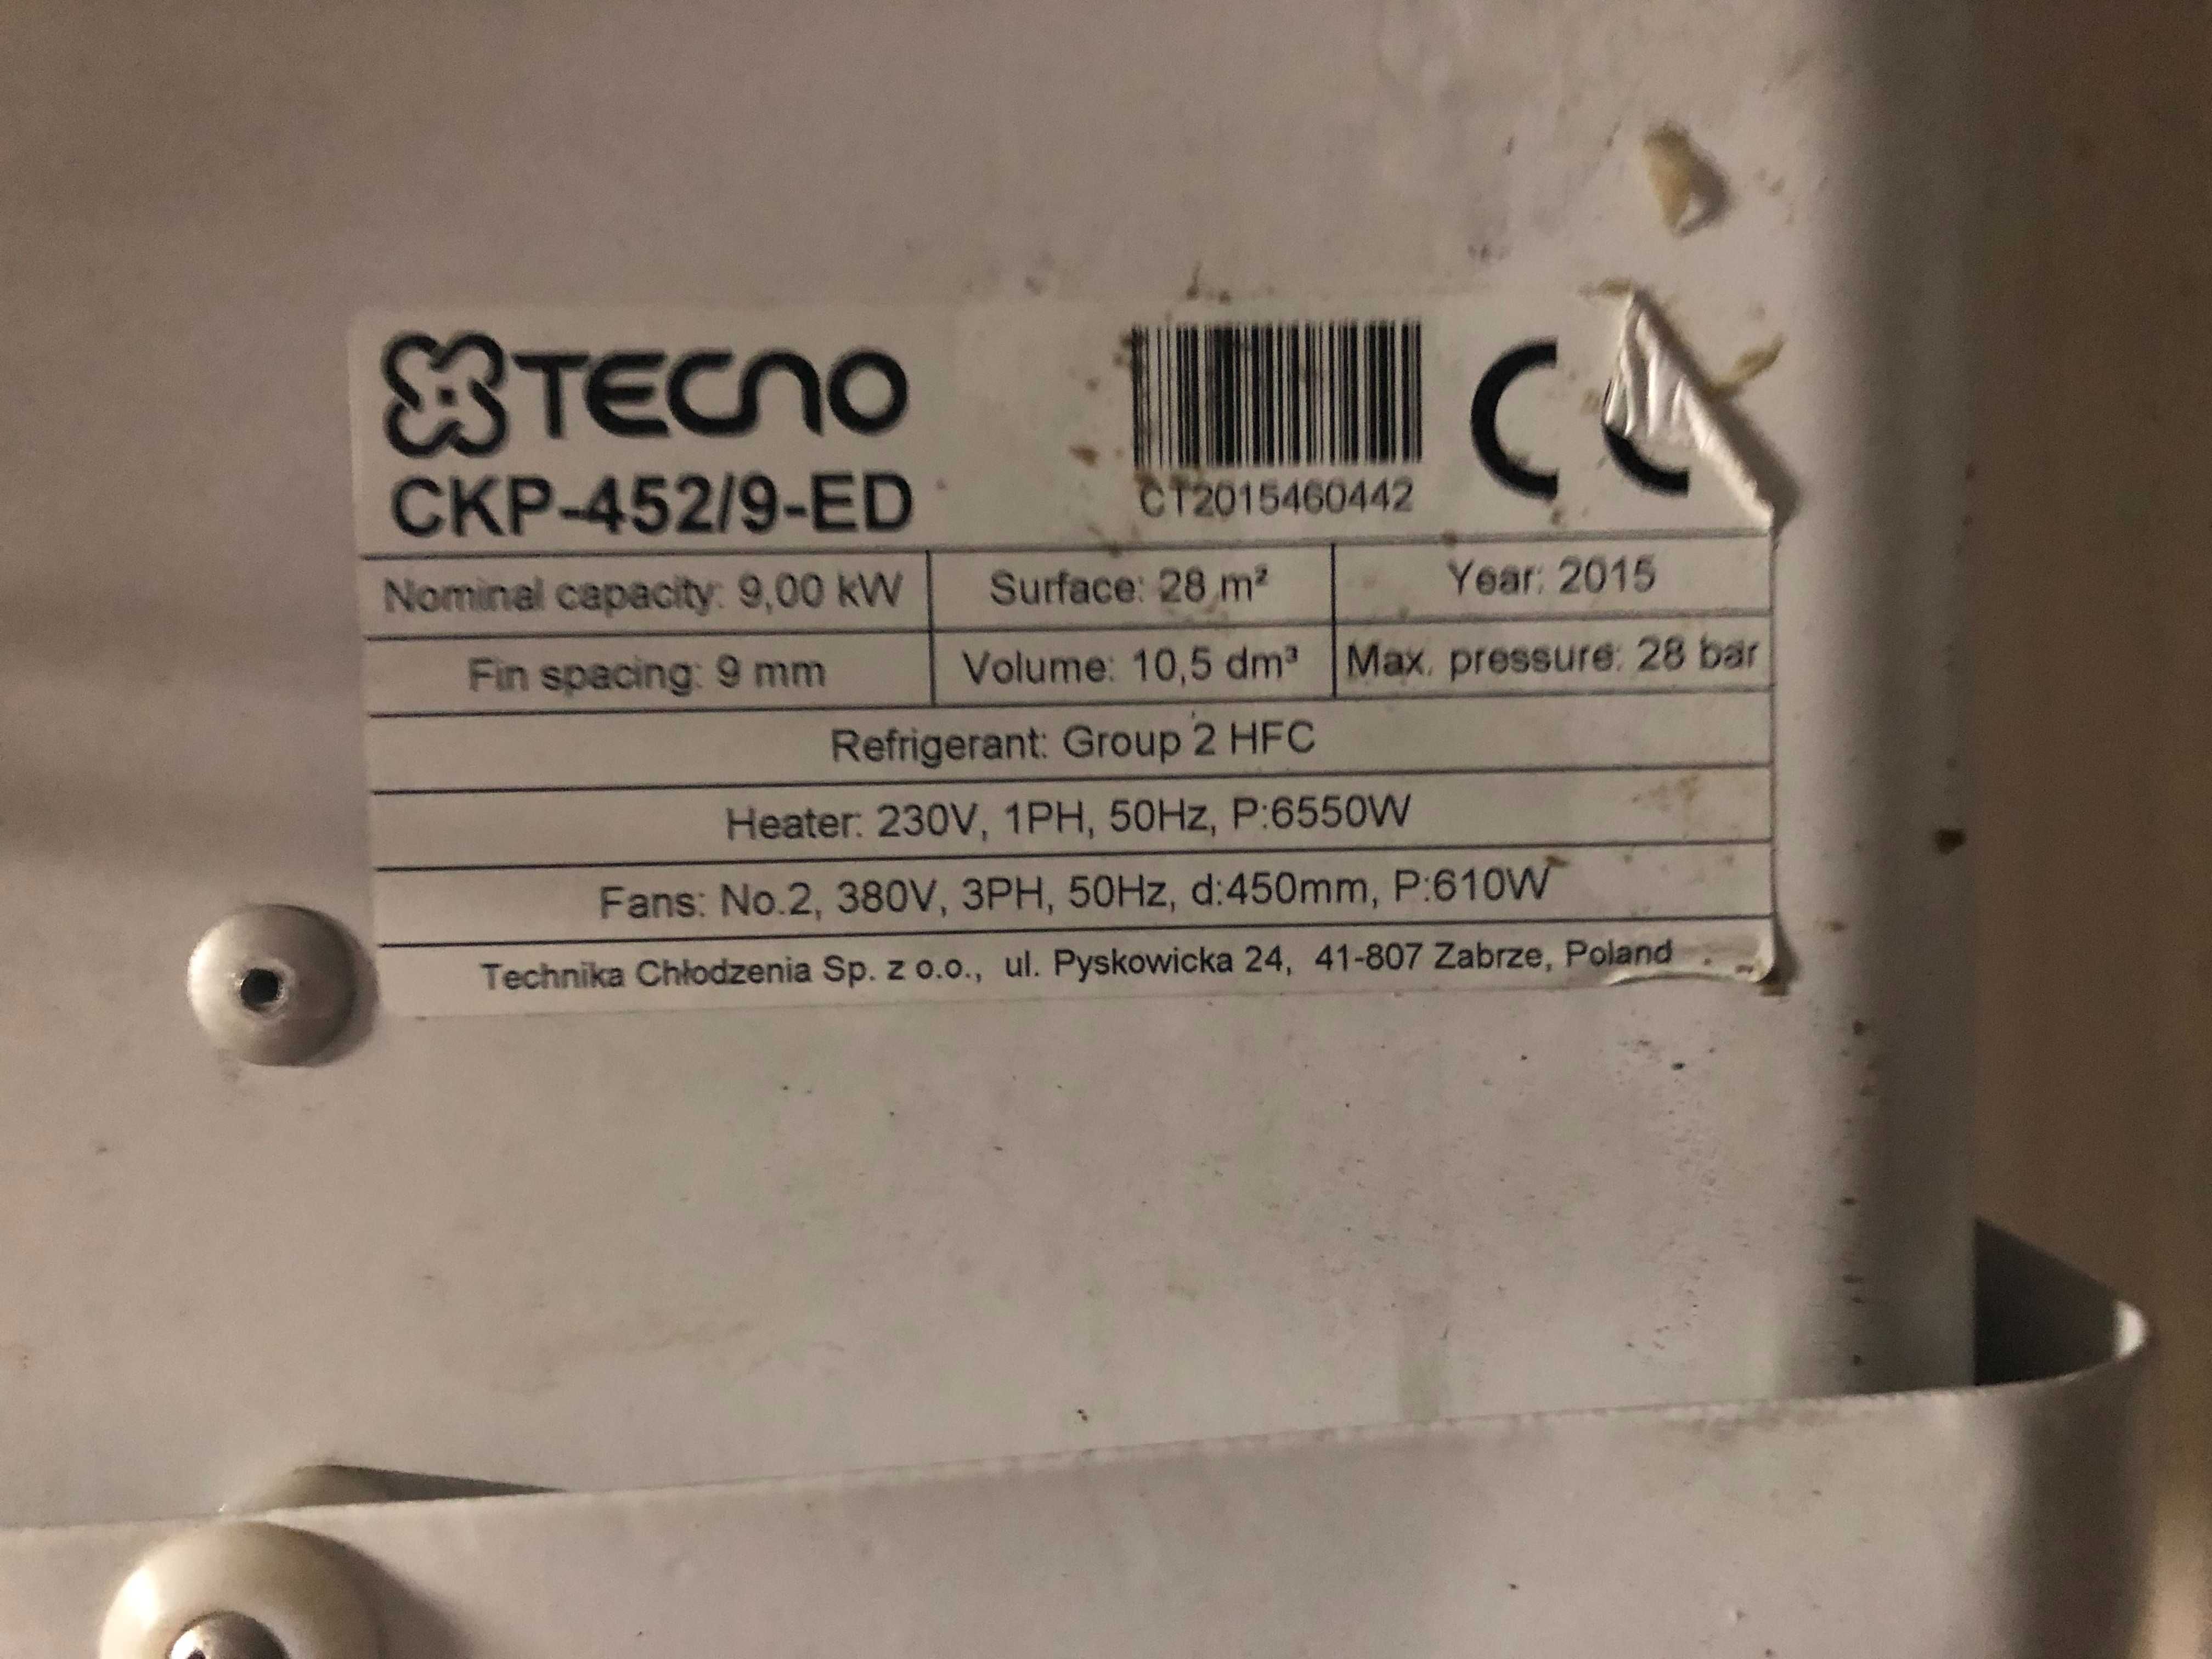 TECNO
CKP-452/9-ED
CT2015460442
CE
Nominal capacity: 9,00 kW
Surface: 28 m²
Year: 2015
Fin spacing: 9 mm
Volume: 10,5 dm³
Max. pressure: 28 bar
Refrigerant: Group 2 HFC
Heater: 230V, 1PH, 50Hz, P:6550W
Fans: No.2, 380V, 3PH, 50Hz, d:450mm, P:610W
Technika Chłodzenia Sp. z o.o., ul. Pyskowicka 24, 41-807 Zabrze, Poland